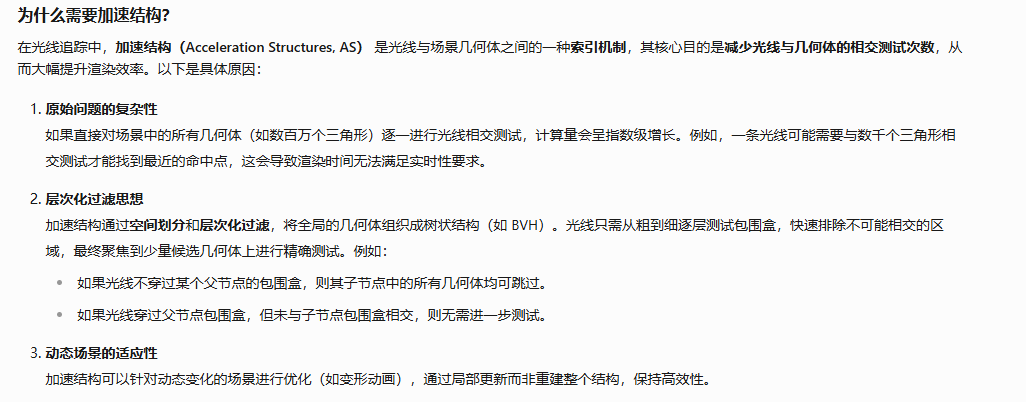 为什么需要加速结构？
在光线追踪中，加速结构（Acceleration Structures, AS） 是光线与场景几何体之间的一种索引机制，其核心目的是减少光线与几何体的相交测试次数，从
而大幅提升渲染效率。以下是具体原因：
1. 原始问题的复杂性
如果直接对场景中的所有几何体（如数百万个三角形）逐一进行光线相交测试，计算量会呈指数级增长。例如，一条光线可能需要与数千个三角形相
交测试才能找到最近的命中点，这会导致渲染时间无法满足实时性要求。
2. 层次化过滤思想
加速结构通过空间划分和层次化过滤，将全局的几何体组织成树状结构（如 BVH）。光线只需从粗到细逐层测试包围盒，快速排除不可能相交的区
域，最终聚焦到少量候选几何体上进行精确测试。例如：
• 如果光线不穿过某个父节点的包围盒，则其子节点中的所有几何体均可跳过。
• 如果光线穿过父节点包围盒，但未与子节点包围盒相交，则无需进一步测试。
3. 动态场景的适应性
加速结构可以针对动态变化的场景进行优化（如变形动画），通过局部更新而非重建整个结构，保持高效性。